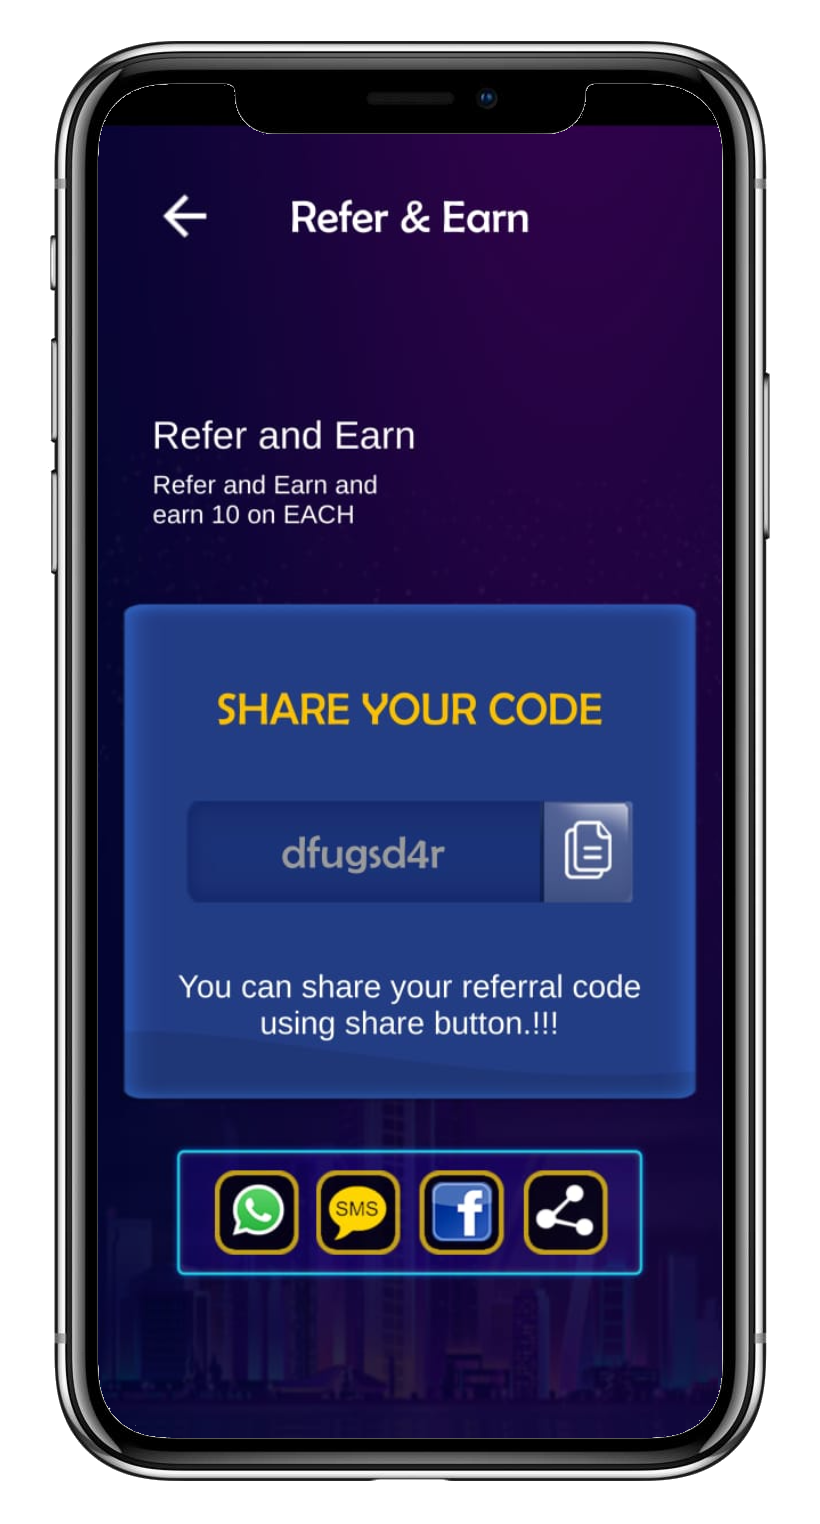 Refer & Earn
Refer and Earn
Refer and Earn and
earn 10 on EACH
SHARE YOUR CODE
dfugsd4r
You can share your referral code
using share button.!!!
SMS